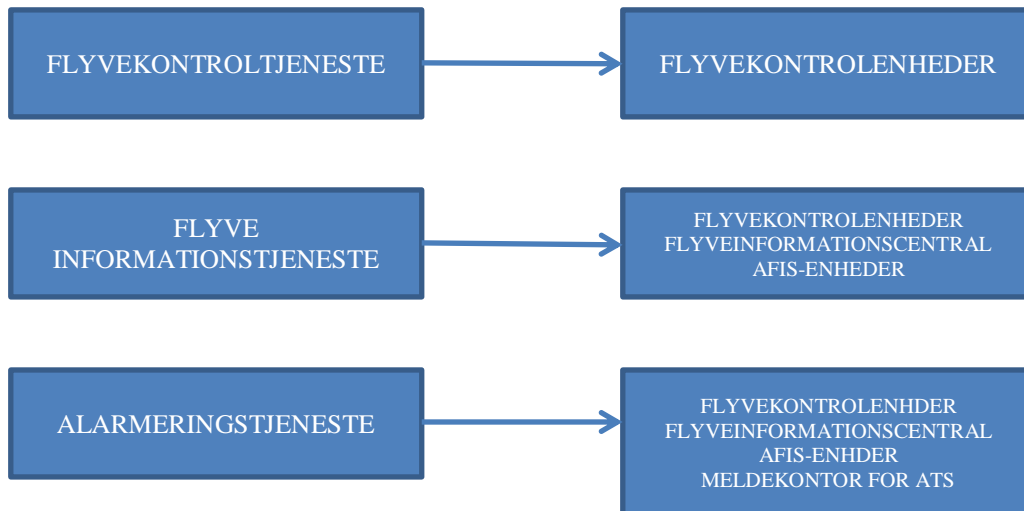 FLYVEKONTROLTJENESTE
FLYVEKONTROLENHEDER
FLYVE
INFORMATIONSTJENESTE
FLYVEKONTROLENHEDER
FLYVEINFORMATIONSCENTRAL
AFIS-ENHEDER
ALARMERINGSTJENESTE
FLYVEKONTROLENHDER
FLYVEINFORMATIONSCENTRAL
AFIS-ENHDER
MELDEKONTOR FOR ATS